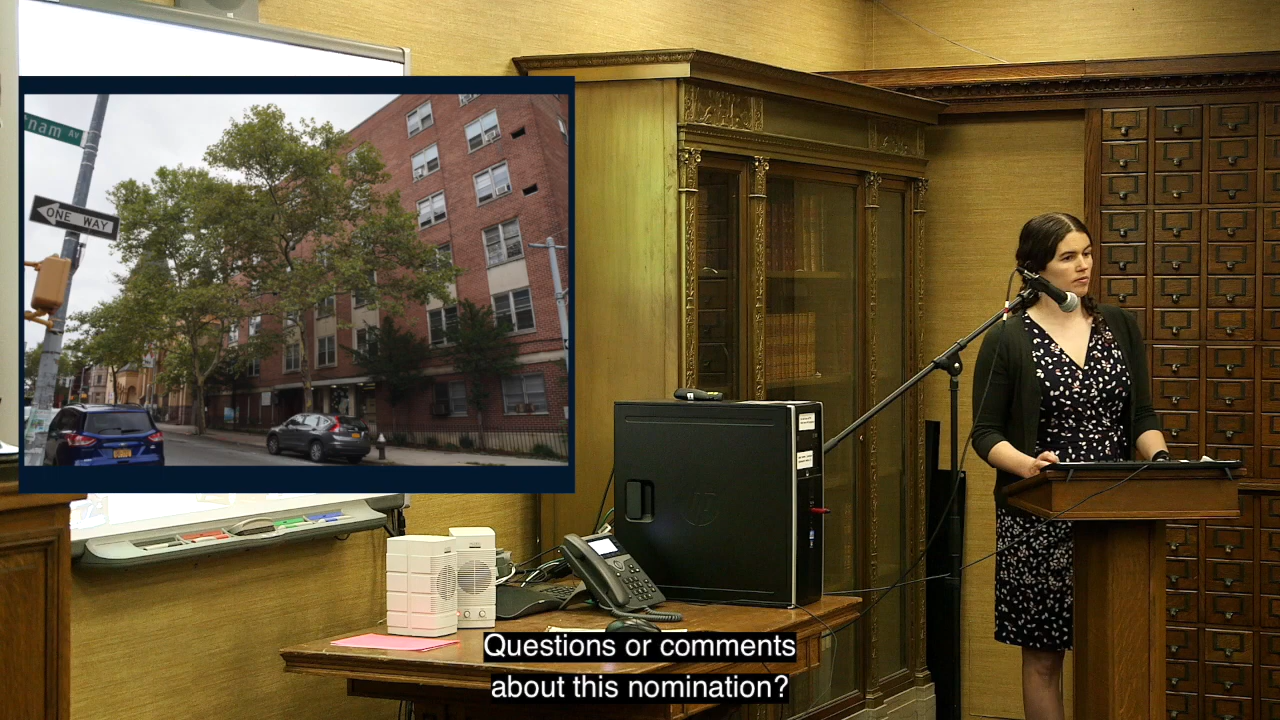 nam Av
ONE WAY
Questions or comments
about this nomination?